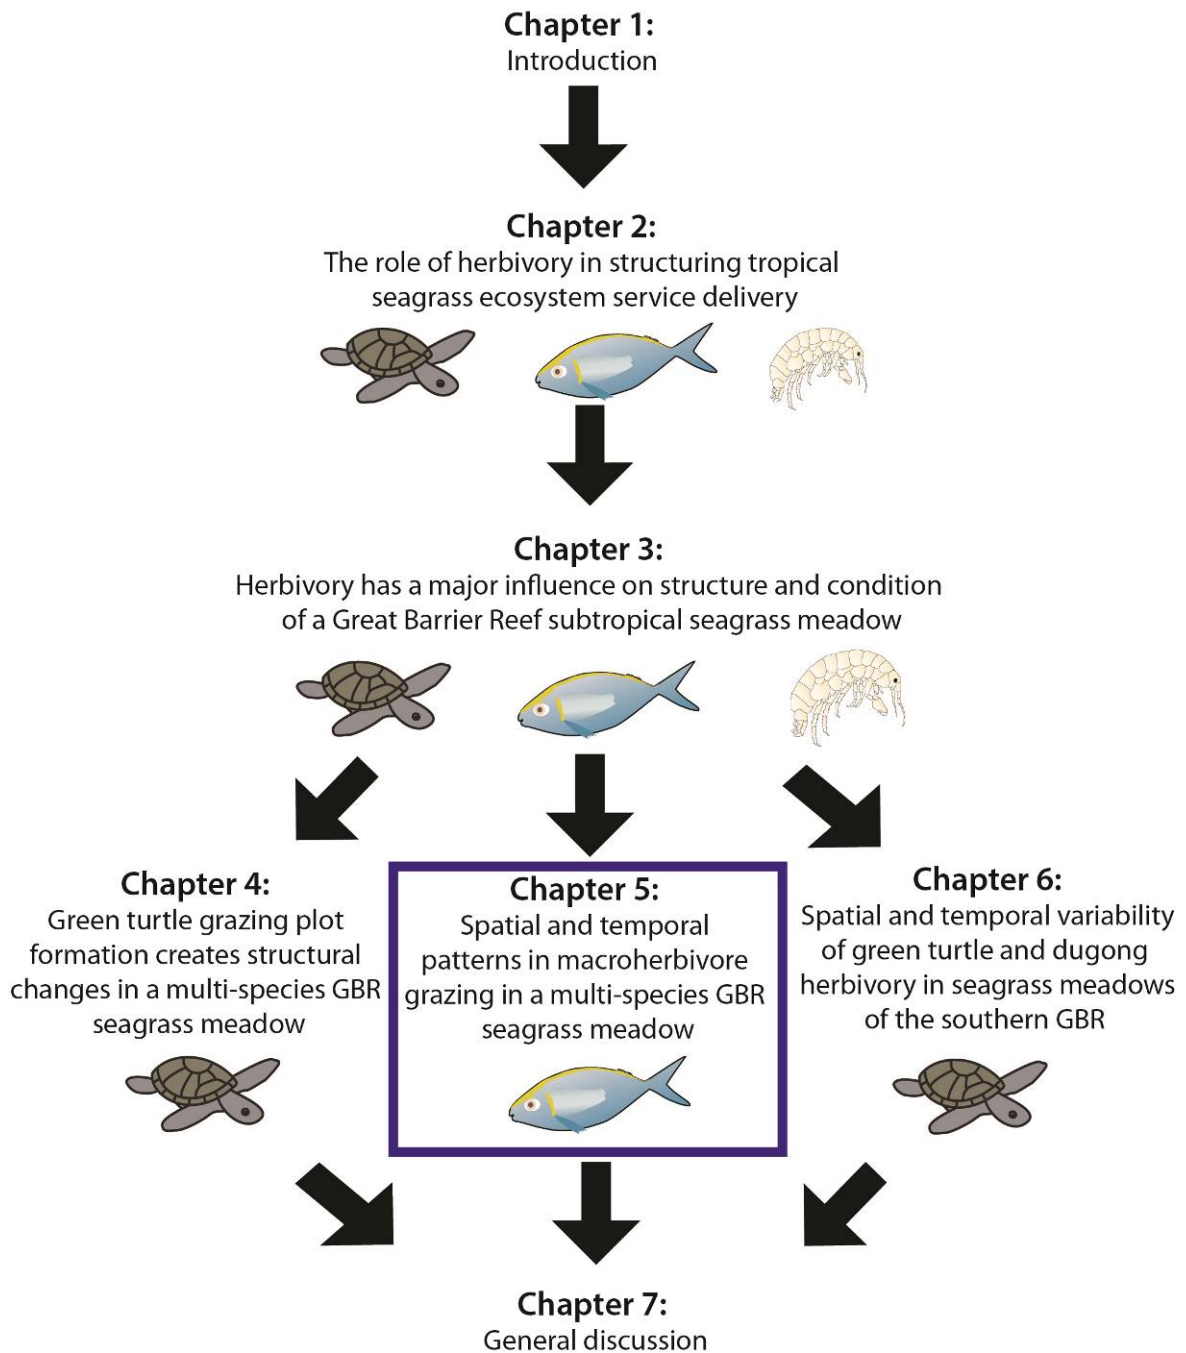 Chapter 1:
Introduction
Chapter 2:
The role of herbivory in structuring tropical
seagrass ecosystem service delivery
Chapter 3:
Herbivory has a major influence on structure and condition
of a Great Barrier Reef subtropical seagrass meadow
Chapter 4:
Green turtle grazing plot
formation creates structural
changes in a multi-species GBR
seagrass meadow
Chapter 5:
Spatial and temporal
patterns in macroherbivore
grazing in a multi-species GBR
seagrass meadow
Chapter 6:
Spatial and temporal variability
of green turtle and dugong
herbivory in seagrass meadows
of the southern GBR
Chapter 7:
General discussion